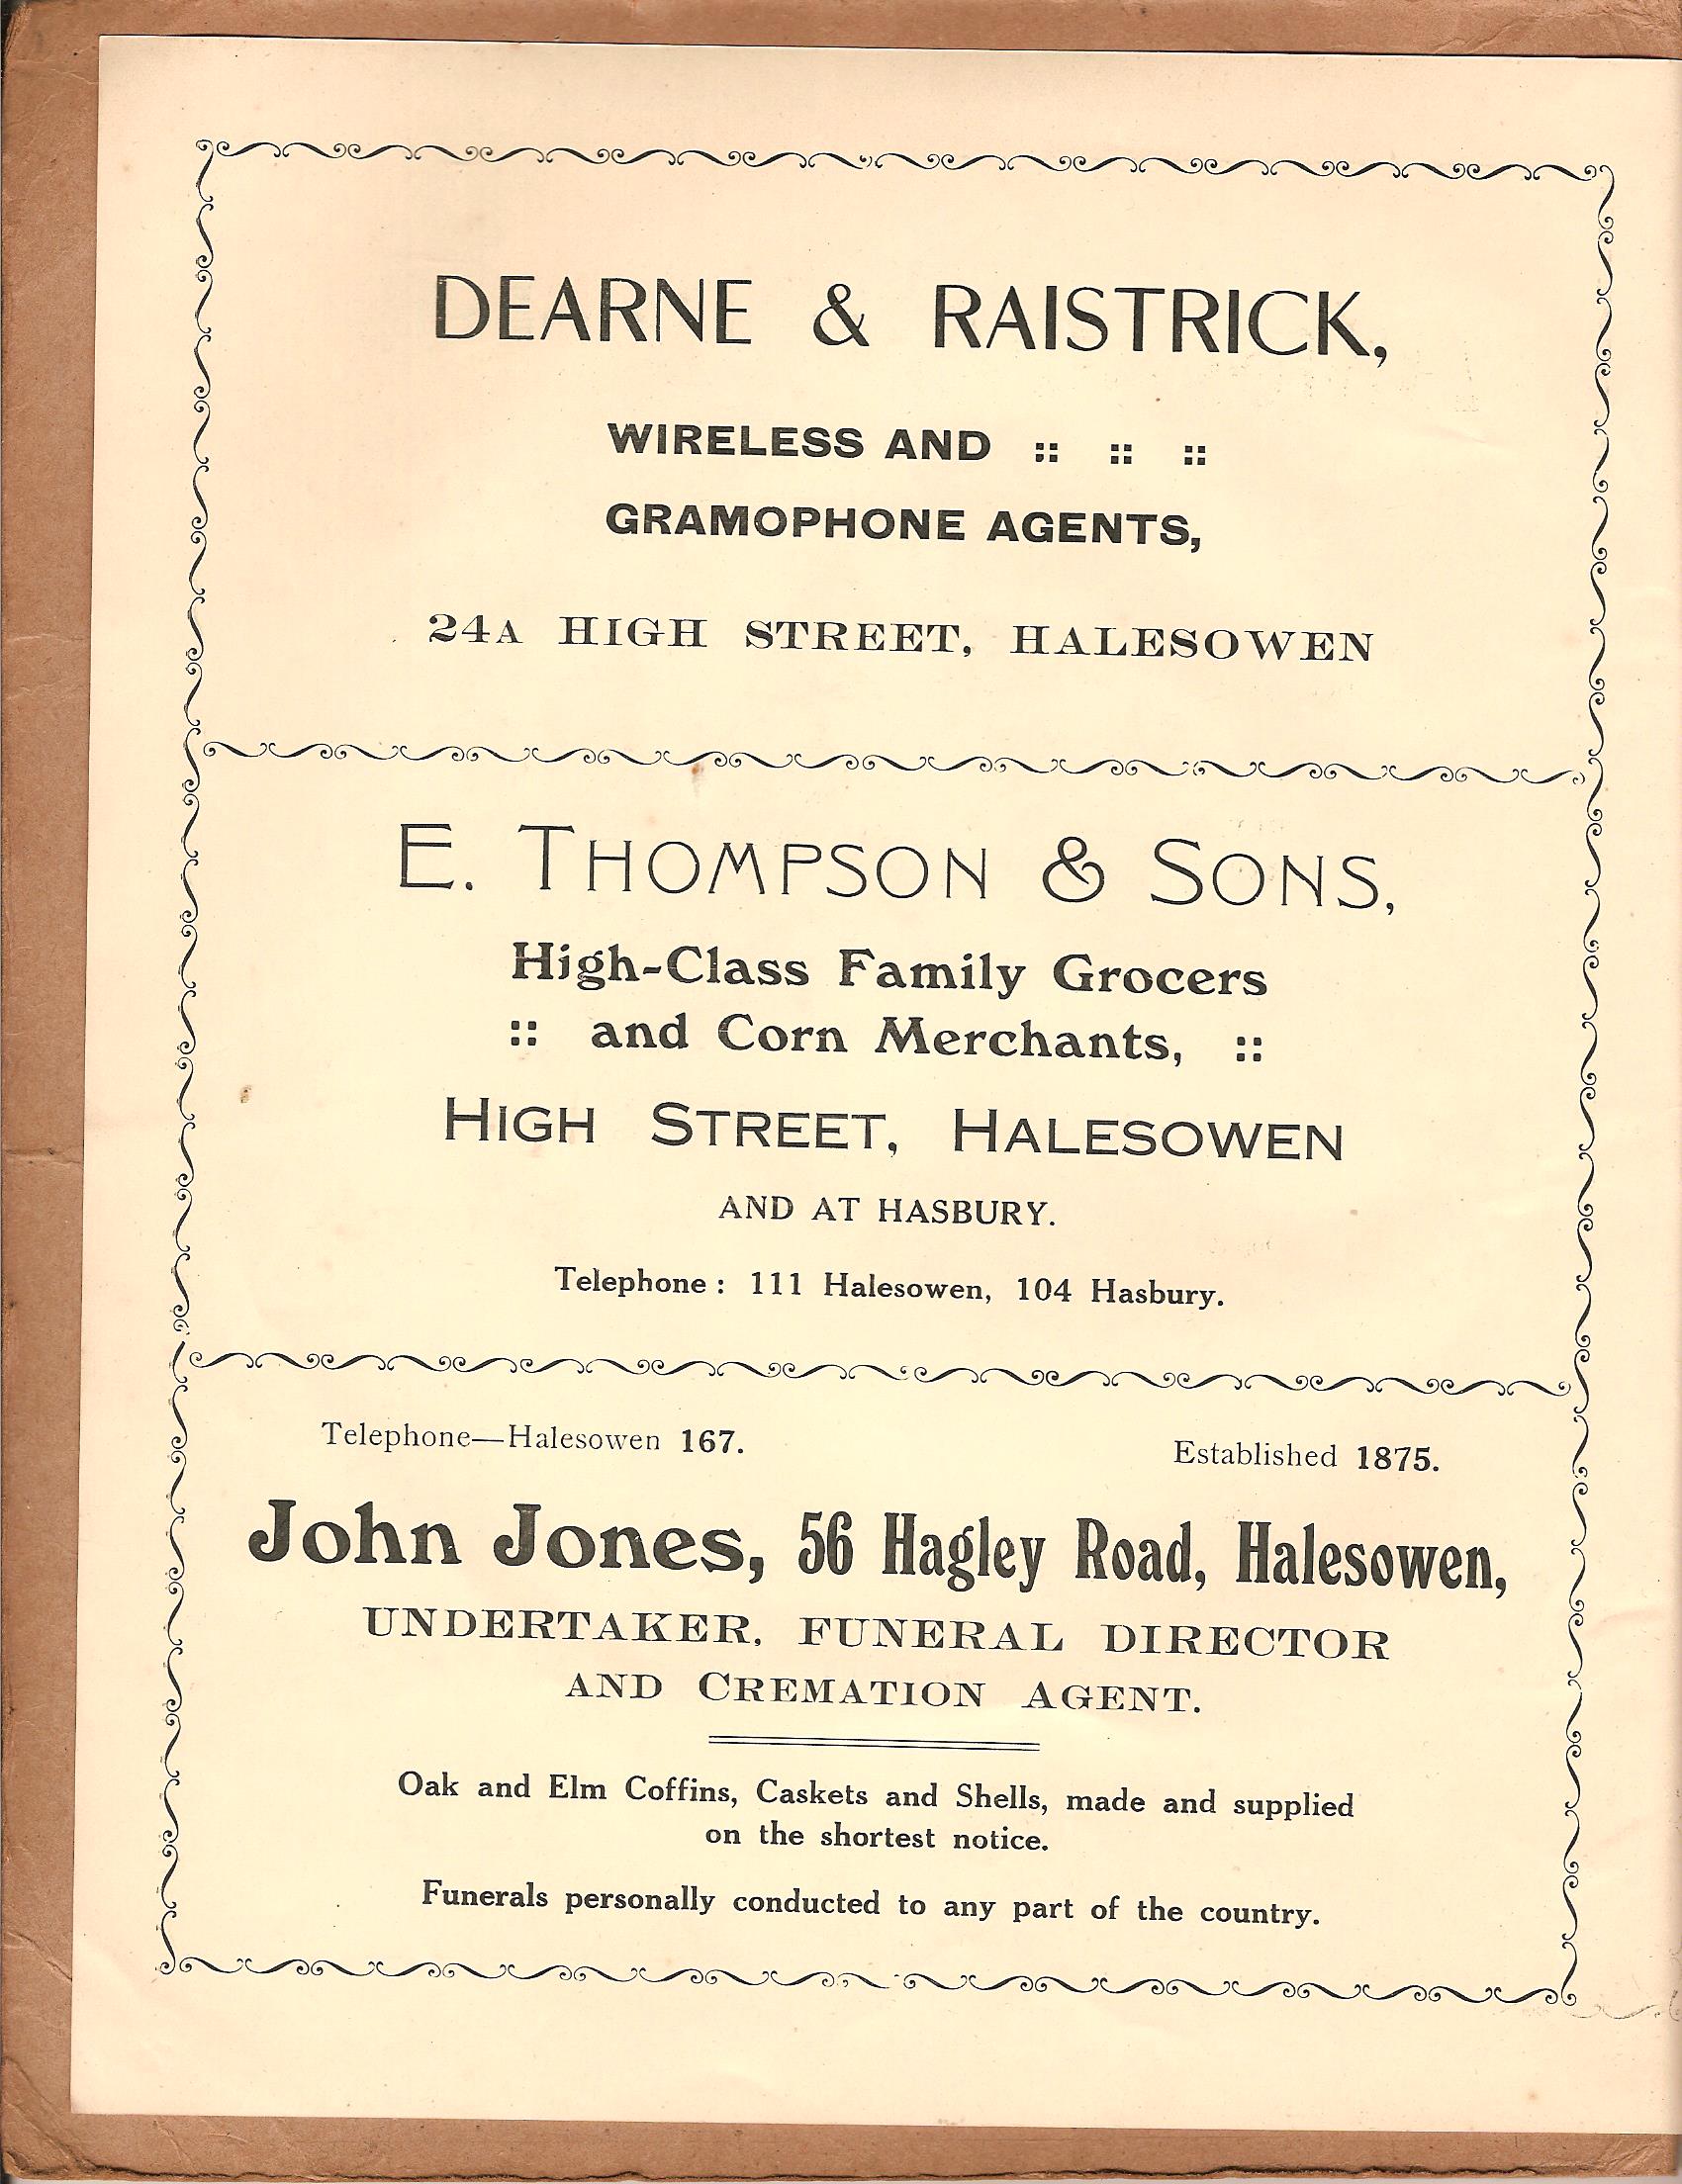 DEARNE & RAISTRICK,
WIRELESS AND :: :: ::
GRAMOPHONE AGENTS,
24A HIGH STREET, HALESOWEN
E. THOMPSON & SONS,
High-Class Family Grocers
:: and Corn Merchants, ::
HIGH STREET, HALESOWEN
AND AT HASBURY.
Telephone : 111 Halesowen, 104 Hasbury.
Telephone—Halesowen 167. Established 1875.
John Jones, 56 Hagley Road, Halesowen,
UNDERTAKER, FUNERAL DIRECTOR
AND CREMATION AGENT.
Oak and Elm Coffins, Caskets and Shells, made and supplied
on the shortest notice.
Funerals personally conducted to any part of the country.